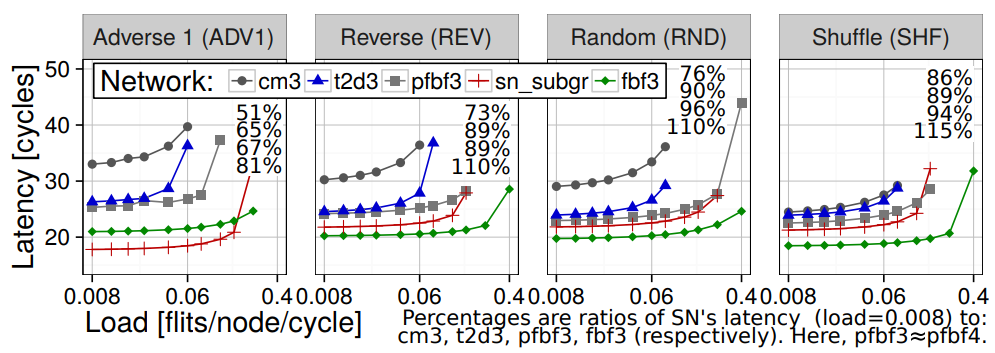 Adverse 1 (ADV1) Reverse (REV) Random (RND) Shuffle (SHF)
Network: cm3 t2d3 pfbf3 sn_subgr fbf3
Latency [cycles]
50
40
30
20
51%
65%
67%
81%
73%
89%
89%
110%
76%
90%
96%
110%
86%
89%
94%
115%
0.008 0.06 0.4 0.008 0.06 0.4 0.008 0.06 0.4 0.008 0.06 0.4
Load [flits/node/cycle]
Percentages are ratios of SN's latency (load=0.008) to:
cm3, t2d3, pfbf3, fbf3 (respectively). Here, pfbf3≈pfbf4.